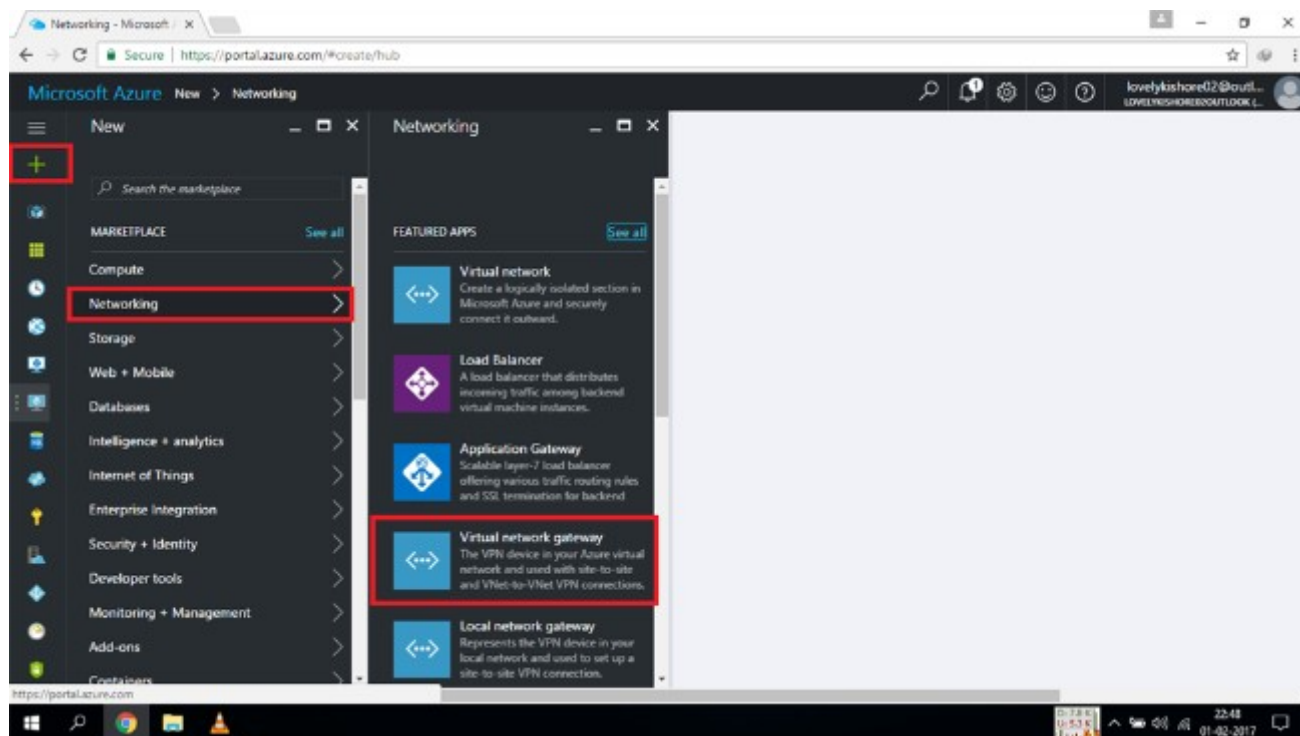 Networking - Microsoft
Secure | https://portal.azure.com/#create/hub
Microsoft Azure New > Networking
1
lovelykishore02@outl...
New
Networking
Search the marketplace
MARKETPLACE See all
Compute
Networking
Storage
Web + Mobile
Databases
Intelligence + analytics
Internet of Things
Enterprise Integration
Security + Identity
Developer tools
Monitoring + Management
Add-ons
Containers
FEATURED APPS See all
Virtual network
Create a logically isolated section in
Microsoft Azure and securely
connect it outward.
Load Balancer
A load balancer that distributes
incoming traffic among backend
virtual machine instances.
Application Gateway
Scalable layer-7 load balancer
offering various traffic routing rules
and SSL termination for backend
Virtual network gateway
The VPN device in your Azure virtual
network and used with site-to-site
and VNet-to-VNet VPN connections.
Local network gateway
Represents the VPN device in your
local network and used to set up a
site-to-site VPN connection.
https://portal.azure.com
22:48
01-02-2017